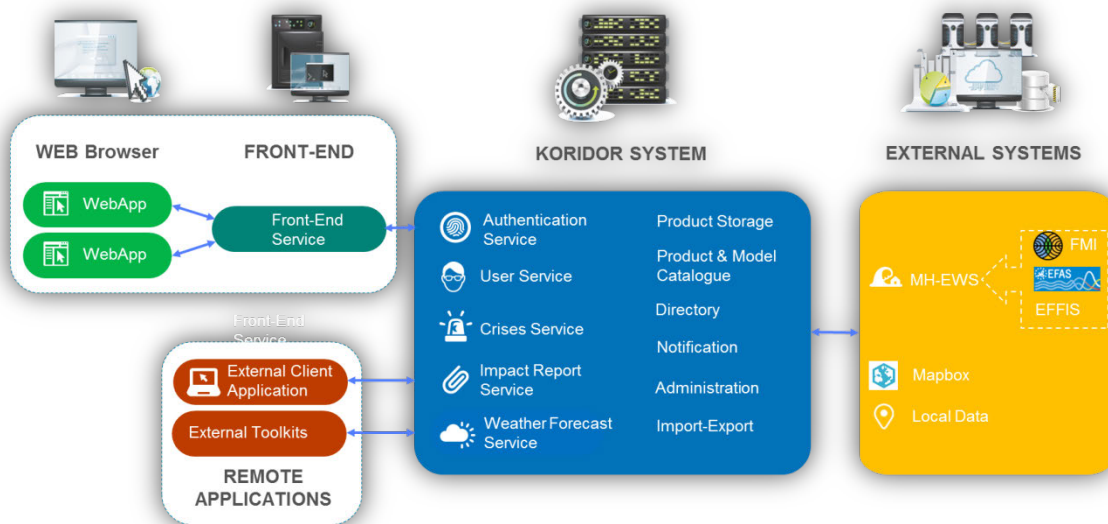 WEB Browser
FRONT-END
WebApp
WebApp
Front-End
Service
Front-End
Service
External Client
Application
External Toolkits
REMOTE
APPLICATIONS
KORIDOR SYSTEM
Authentication
Service
User Service
Crises Service
Impact Report
Service
Weather Forecast
Service
Product Storage
Product & Model
Catalogue
Directory
Notification
Administration
Import-Export
EXTERNAL SYSTEMS
MH-EWS
FMI
EFAS
EFFIS
Mapbox
Local Data